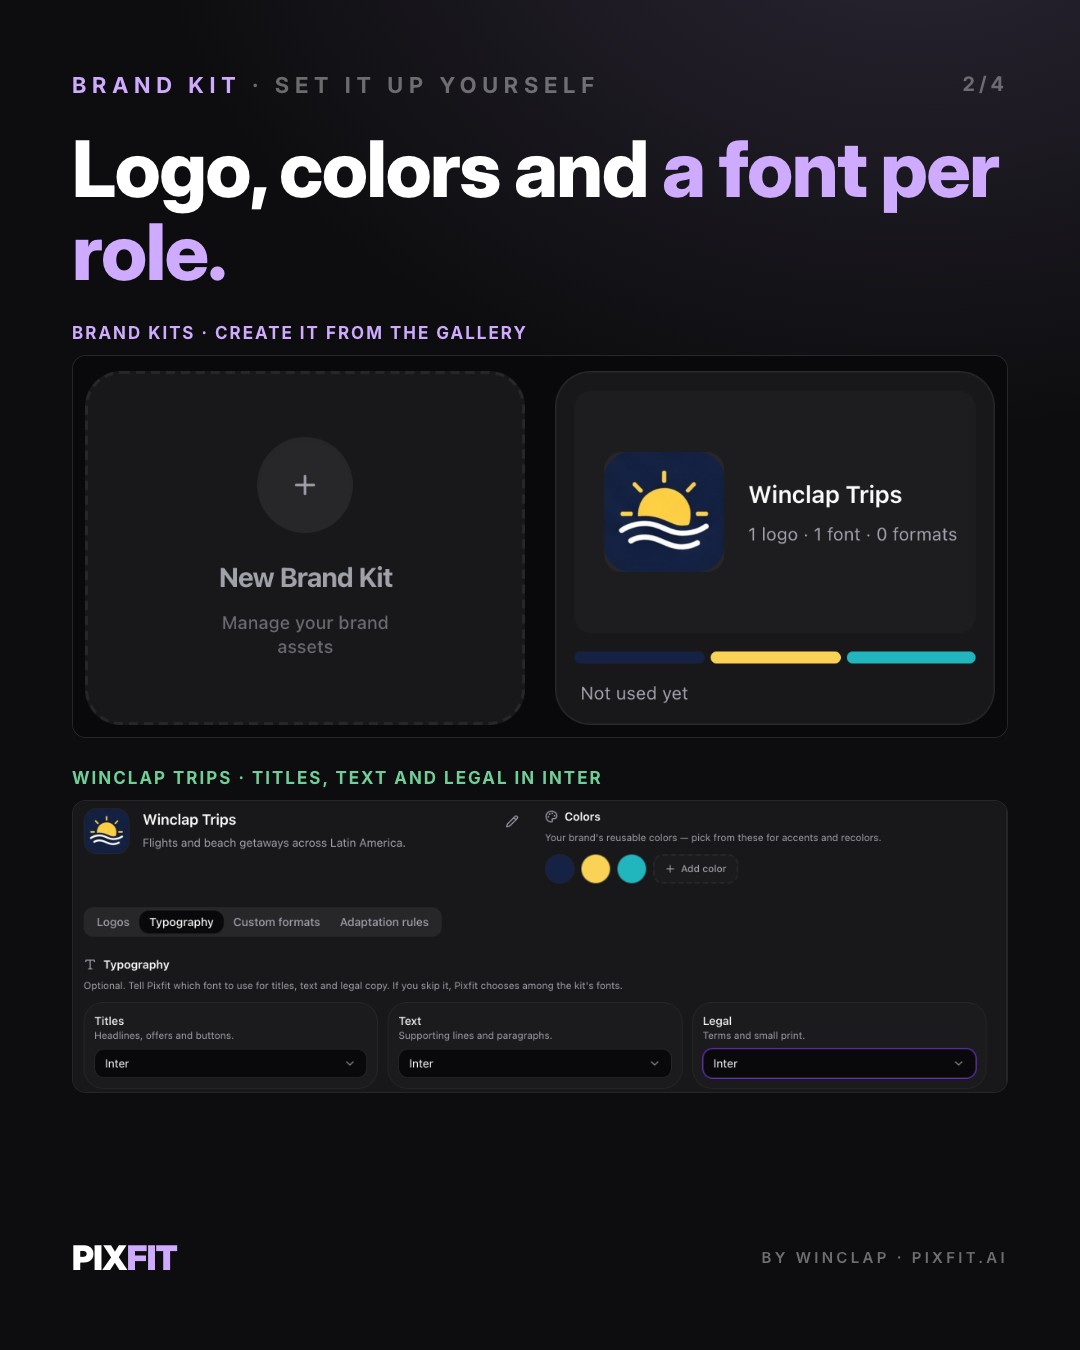 BRAND KIT · SET IT UP YOURSELF
2/4
Logo, colors and a font per
role.
BRAND KITS · CREATE IT FROM THE GALLERY
New Brand Kit
Manage your brand
assets
Winclap Trips
1 logo · 1 font · 0 formats
Not used yet
WINCLAP TRIPS · TITLES, TEXT AND LEGAL IN INTER
Winclap Trips
Flights and beach getaways across Latin America.
Colors
Your brand's reusable colors — pick from these for accents and recolors.
+ Add color
Logos Typography Custom formats Adaptation rules
Typography
Optional. Tell Pixfit which font to use for titles, text and legal copy. If you skip it, Pixfit chooses among the kit's fonts.
Titles
Headlines, offers and buttons.
Inter
Text
Supporting lines and paragraphs.
Inter
Legal
Terms and small print.
Inter
PIXFIT
BY WINCLAP · PIXFIT.AI